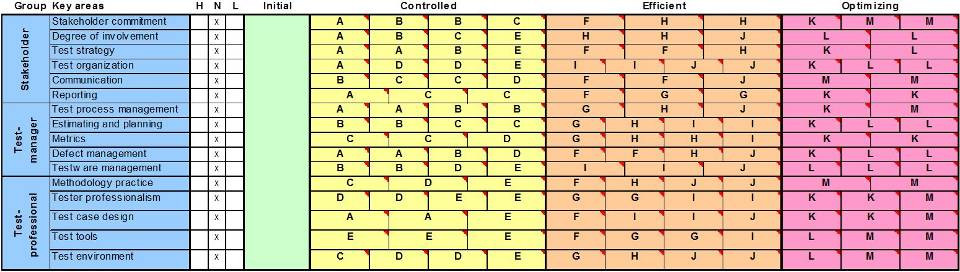 Group Key areas H N L Initial Controlled Efficient Optimizing
Stakeholder
Stakeholder commitment x A B B C F H H K M M
Degree of involvement x A B C E H H J L L
Test strategy x A A B E F F H K L
Test organization x A D D E I I J J K L L
Communication x B C C D F F J M M
Reporting x A C C F G G K K
Test-manager
Test process management x A A B B G H J K M
Estimating and planning x B B C C G H I I K L L
Metrics x C C D G H H I K K
Defect management x A A B D E F F H J K L L
Testware management x B B D E I I J L L L
Test-professional
Methodology practice x C D E F H J J M M
Tester professionalism x D D E E G G I I K K M
Test case design x A A E F I I J K K M
Test tools x E E E F G G I L M M
Test environment x C D D E G H J J L M M